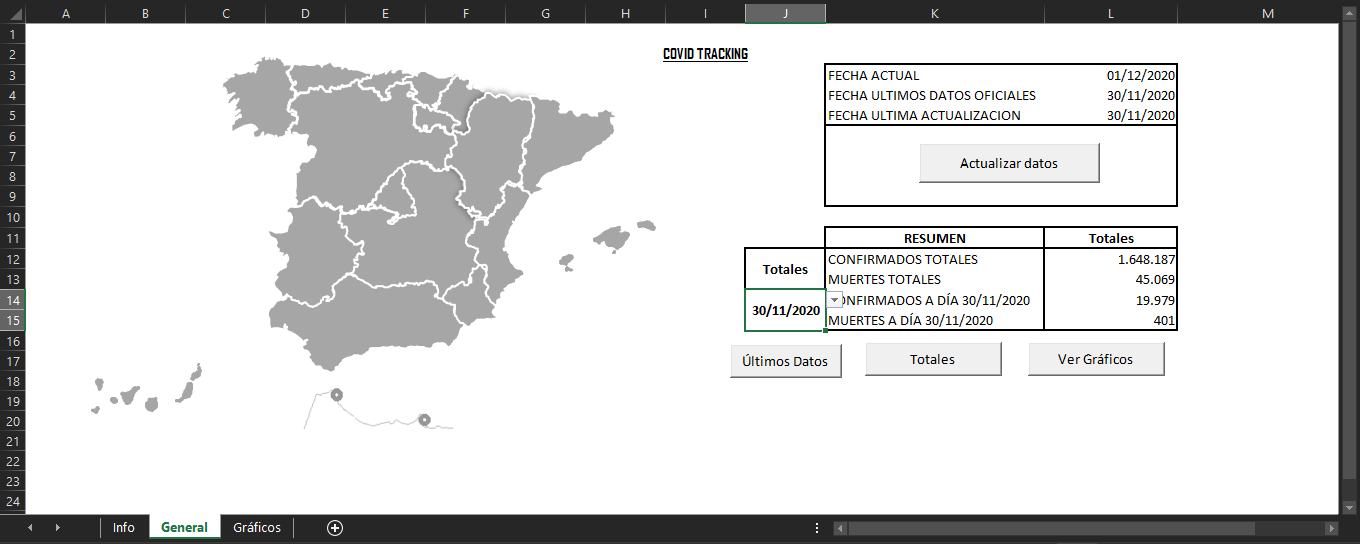 A B C D E F G H I J K L M
1
2 COVID TRACKING
3 FECHA ACTUAL 01/12/2020
4 FECHA ULTIMOS DATOS OFICIALES 30/11/2020
5 FECHA ULTIMA ACTUALIZACION 30/11/2020
6
7
8 Actualizar datos
9
10
11 RESUMEN Totales
12 CONFIRMADOS TOTALES 1.648.187
Totales
13 MUERTES TOTALES 45.069
14 ONFIRMADOS A DÍA 30/11/2020 19.979
30/11/2020
15 MUERTES A DÍA 30/11/2020 401
16
17 Últimos Datos Totales Ver Gráficos
18
19
20
21
22
23
24
Info General Gráficos